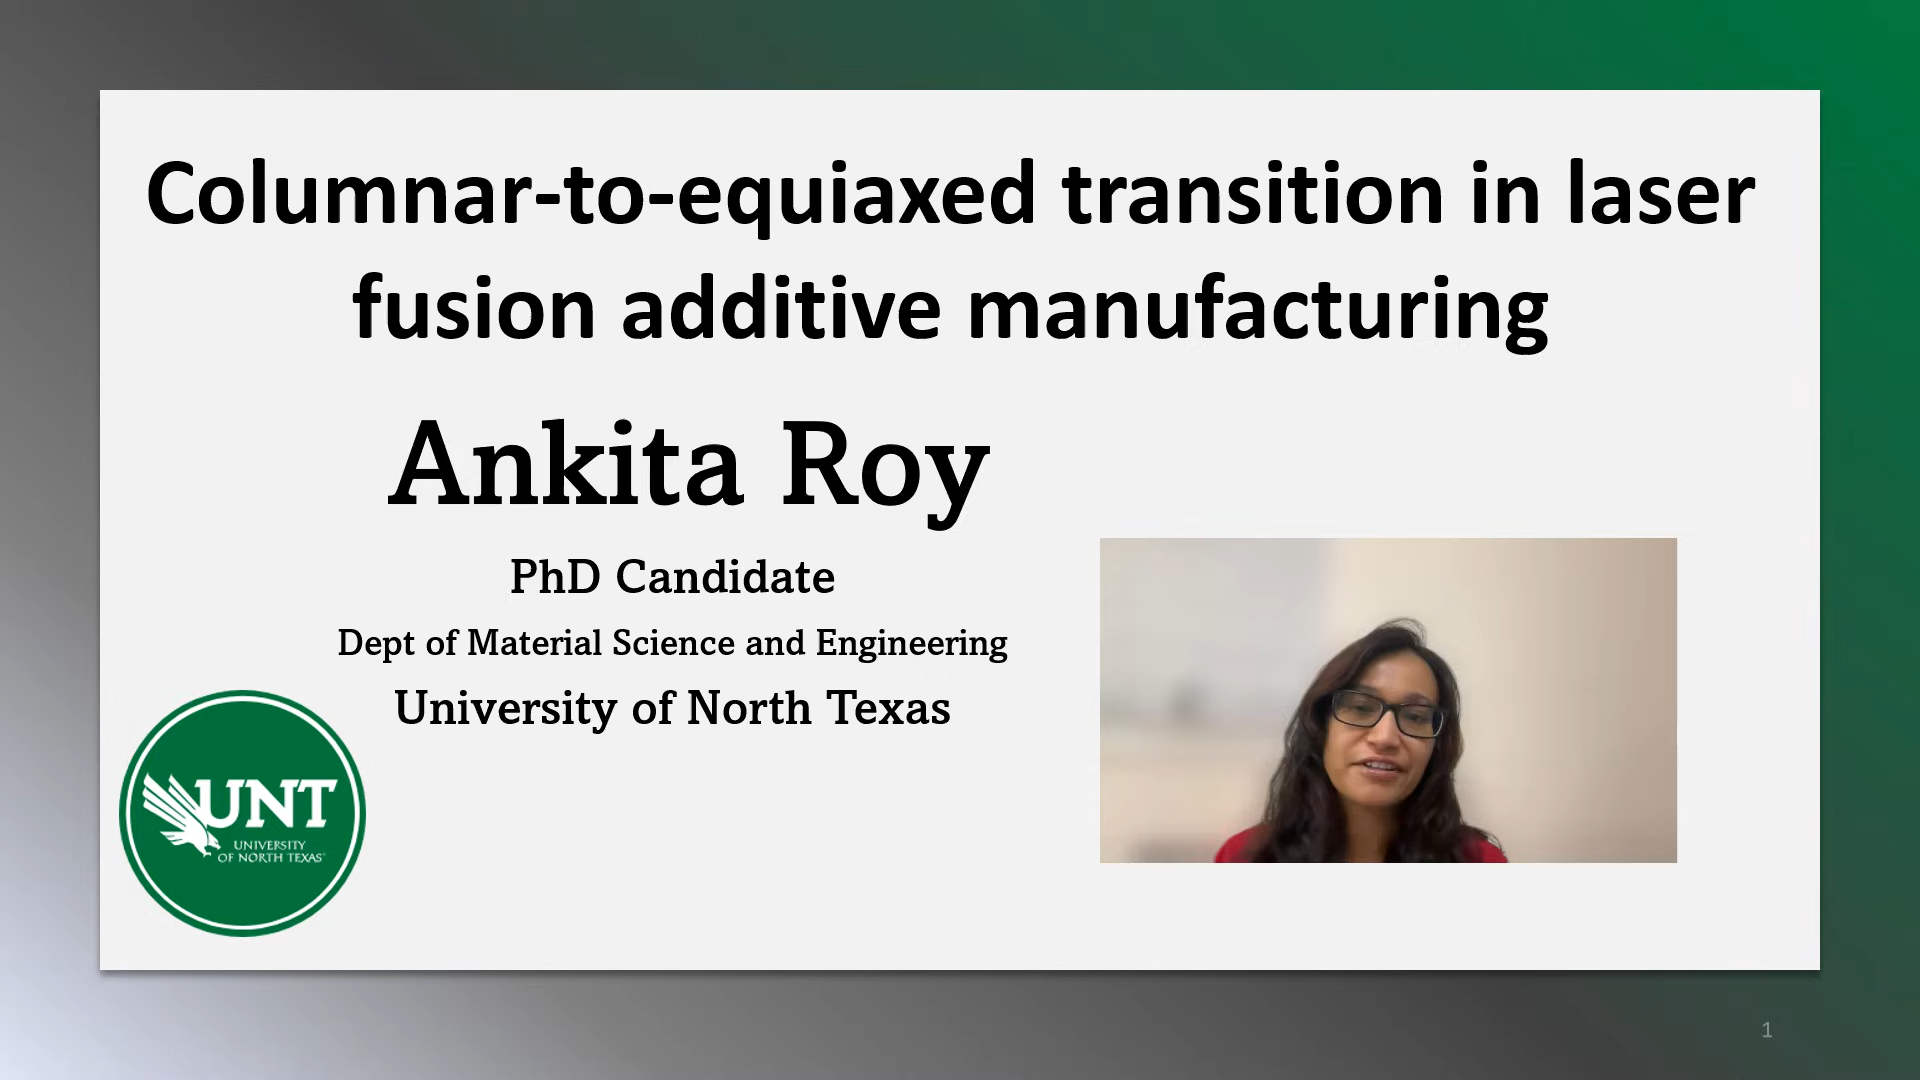 Columnar-to-equiaxed transition in laser
fusion additive manufacturing
Ankita Roy
PhD Candidate
Dept of Material Science and Engineering
University of North Texas
UNT
UNIVERSITY
OF NORTH TEXAS
1